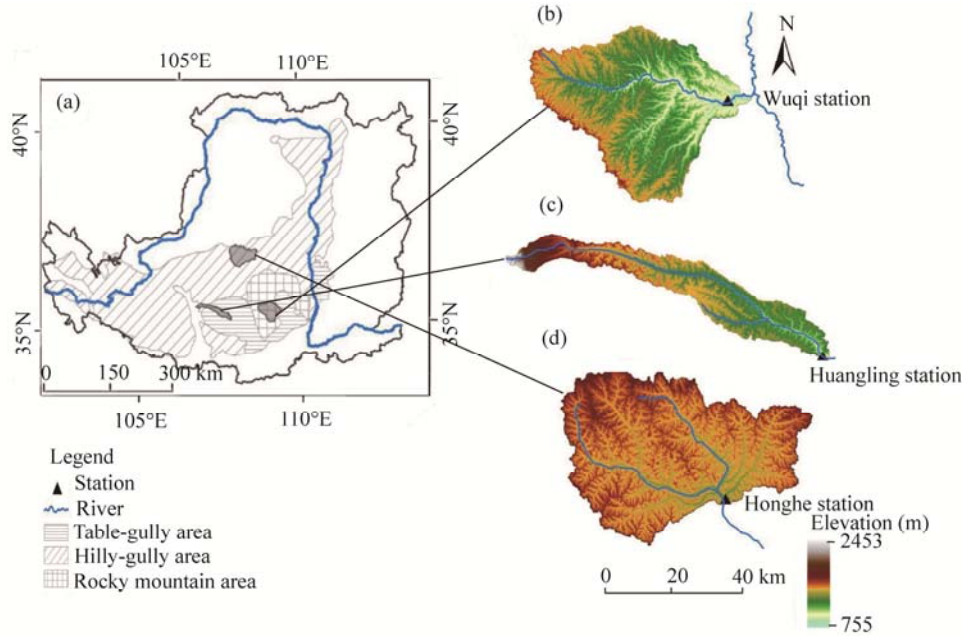 105°E
110°E
(a)
40°N
40°N
35°N
35°N
0
150
300 km
105°E
110°E
Legend
Station
River
Table-gully area
Hilly-gully area
Rocky mountain area
(b)
N
Wuqi station
(c)
Huangling station
(d)
Honghe station
Elevation (m)
2453
755
0 20 40 km